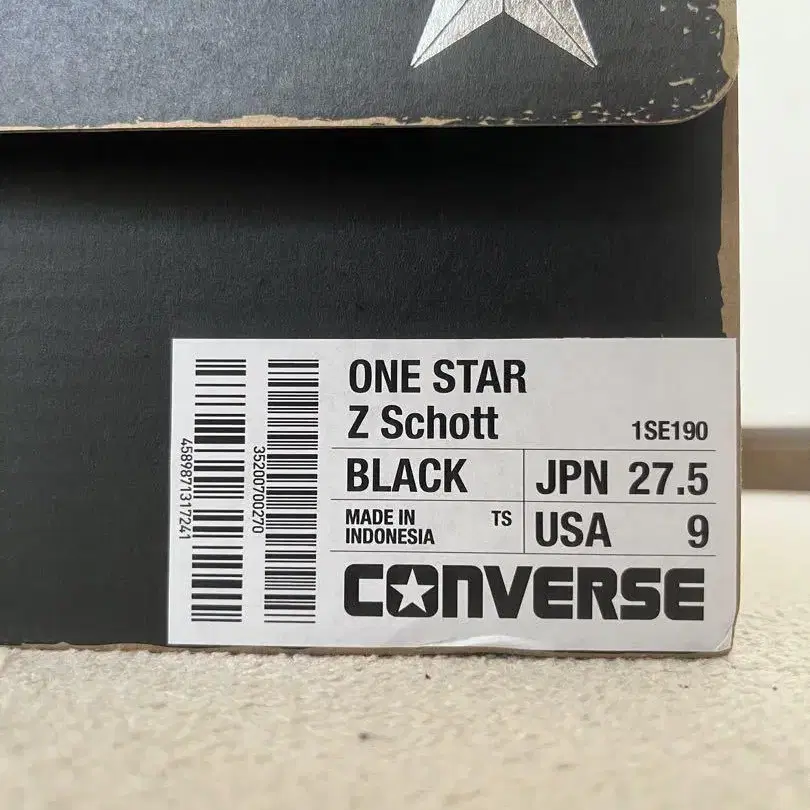 ONE STAR
Z Schott
1SE190
BLACK
JPN 27.5
MADE IN
INDONESIA
TS
USA 9
CONVERSE
4589871317241
35200700270